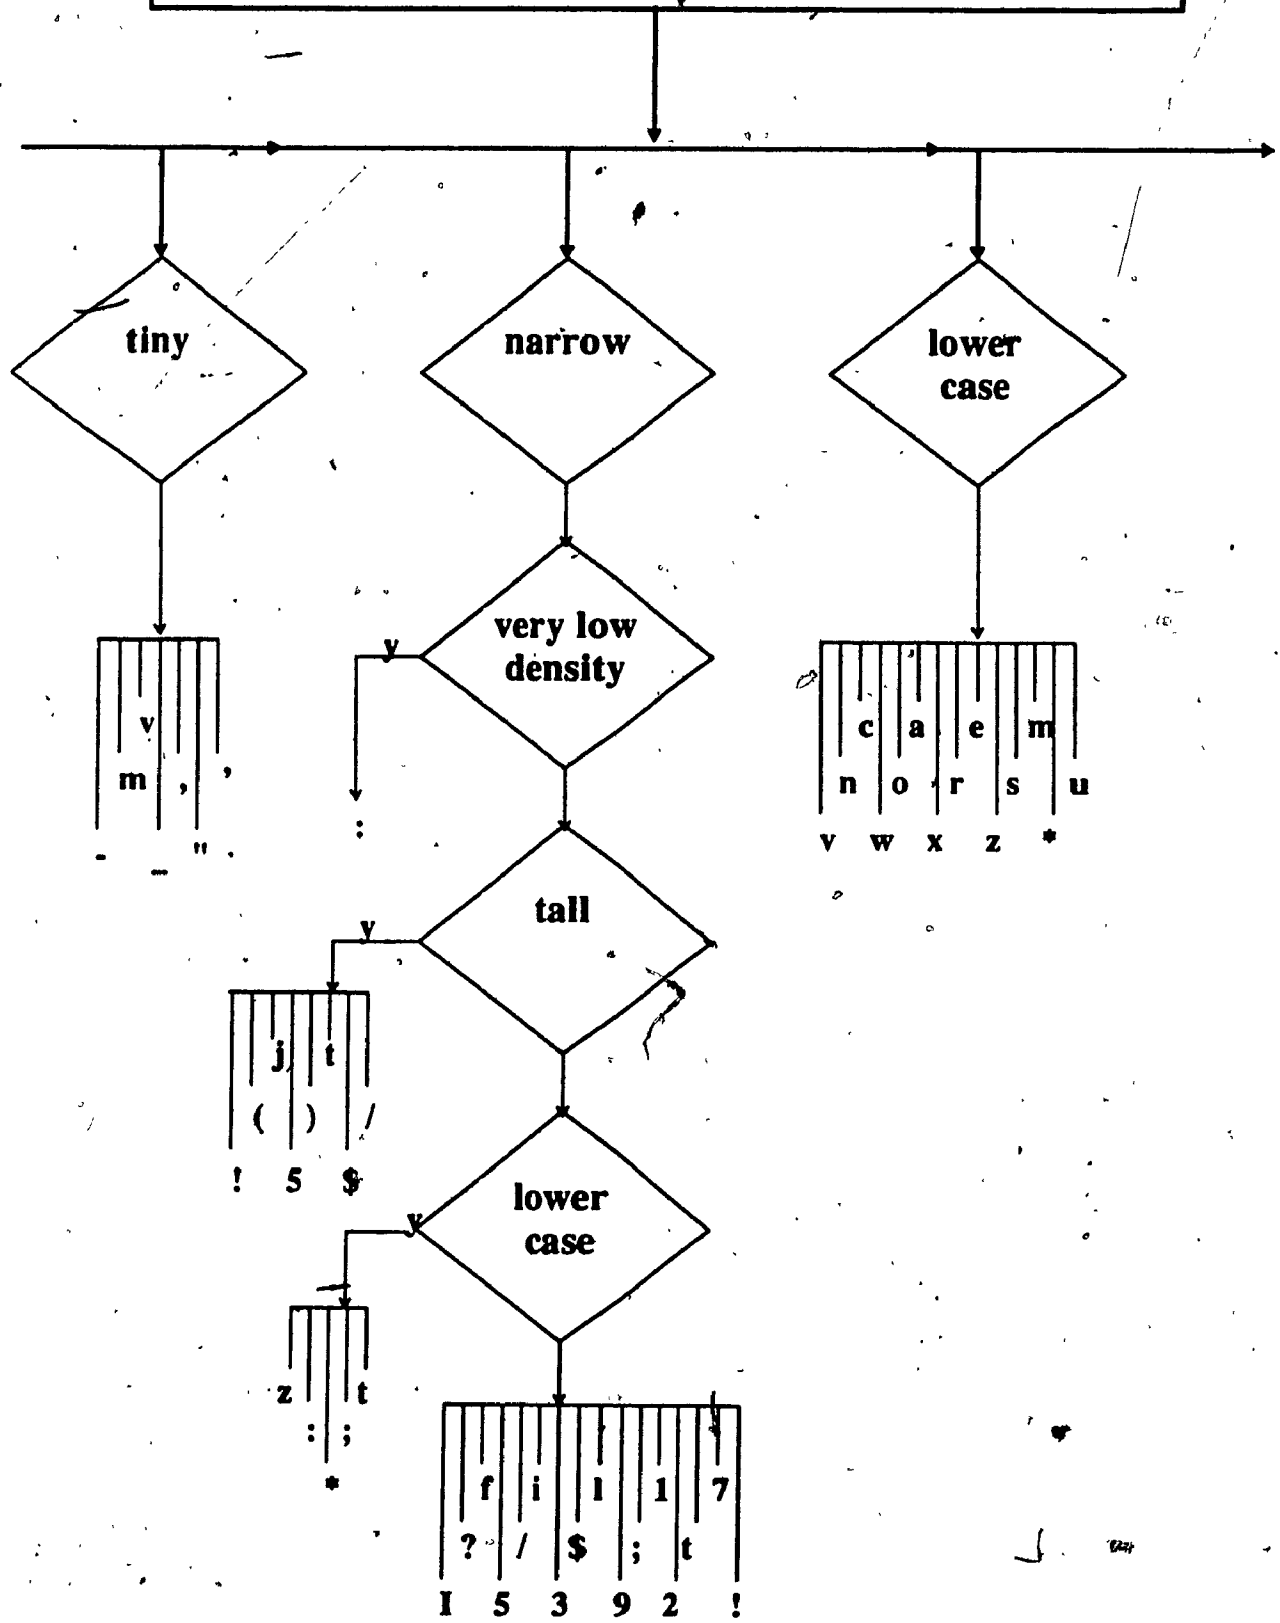 tiny
narrow
lower
case
very low
density
y
v
m , ,
- _ " .
:
c a e m
n o r s u
v w x z *
tall
y
j t
( ) /
! 5 $
lower
case
y
z t
: ;
*
f i l 1 7
? / $ ; t
I 5 3 9 2 !